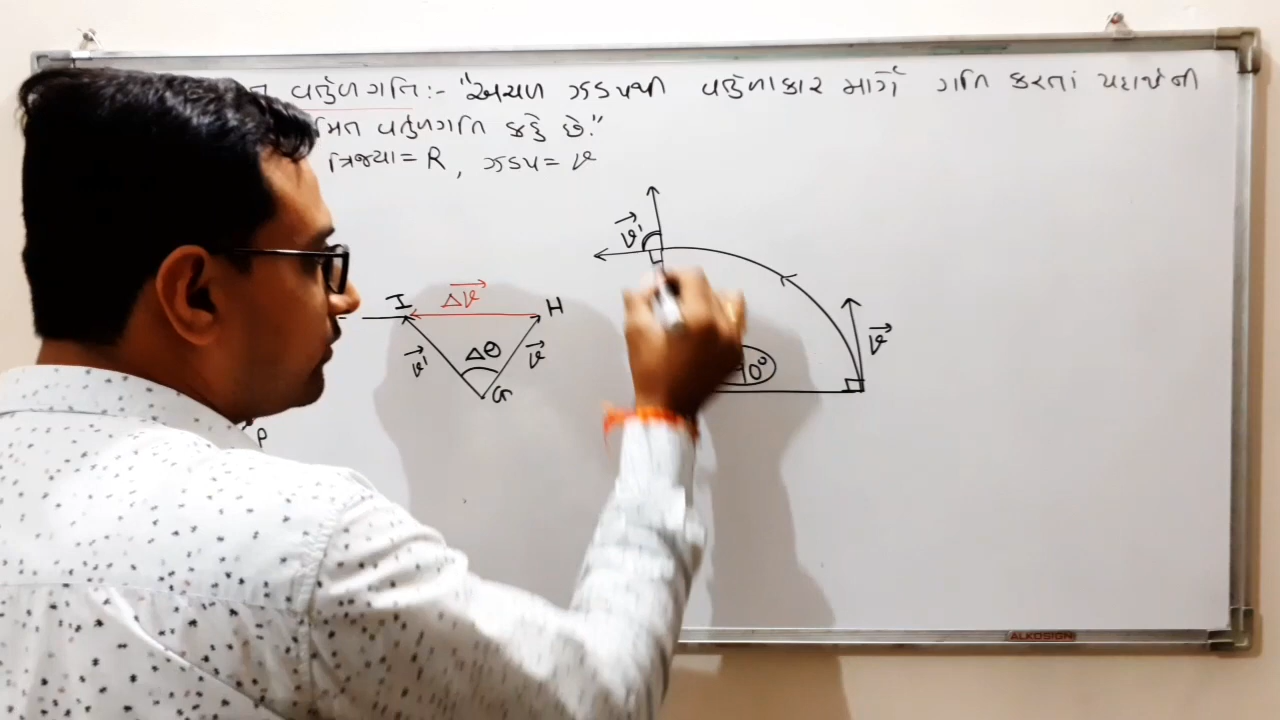 વર્તુળગતિ :- "અચળ ઝડપથી વર્તુળાકાર માર્ગે ગતિ કરતાં પદાર્થની
મિત વર્તુળગતિ કહે છે."
ત્રિજ્યા = R, ઝડપ = v
v'
I
Δv
H
v'
Δθ
v
G
90°
v
P
ALKOSIGN